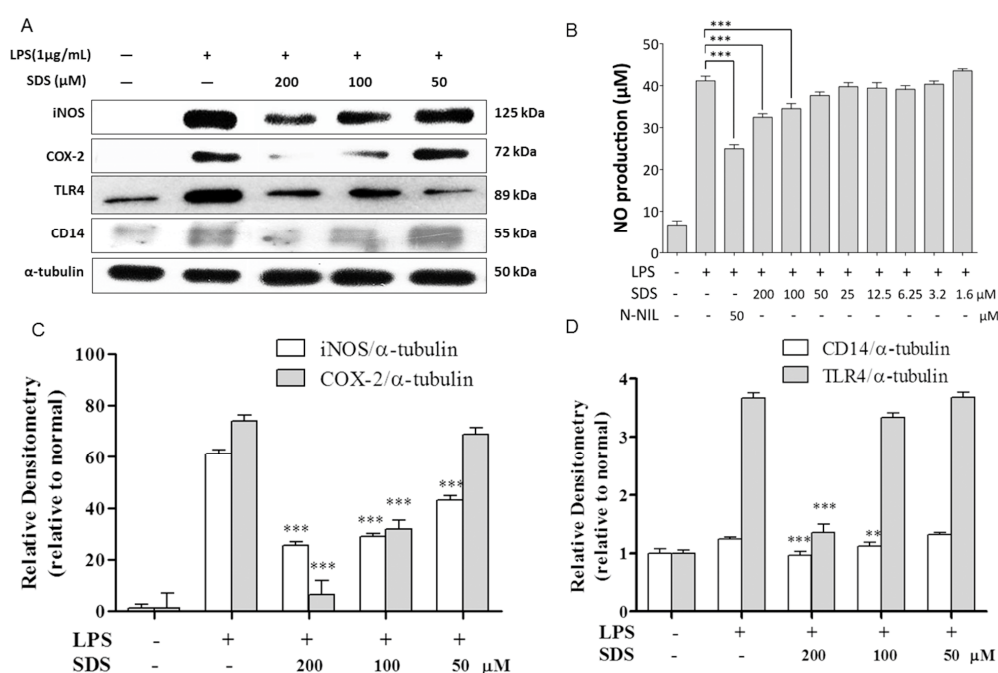 A
LPS(1µg/mL) — + + + +
SDS (µM) — — 200 100 50
iNOS 125 kDa
COX-2 72 kDa
TLR4 89 kDa
CD14 55 kDa
α-tubulin 50 kDa
B
NO production (µM)
50
40
30
20
10
0
***
***
***
LPS - + + + + + + + + + +
SDS - - - 200 100 50 25 12.5 6.25 3.2 1.6 µM
N-NIL - - 50 - - - - - - - - µM
C
iNOS/α-tubulin
COX-2/α-tubulin
Relative Densitometry
(relative to normal)
100
80
60
40
20
0
*** *** *** *** ***
LPS - + + + +
SDS - - 200 100 50 µM
D
CD14/α-tubulin
TLR4/α-tubulin
Relative Densitometry
(relative to normal)
4
3
2
1
0
*** *** **
LPS - + + + +
SDS - - 200 100 50 µM